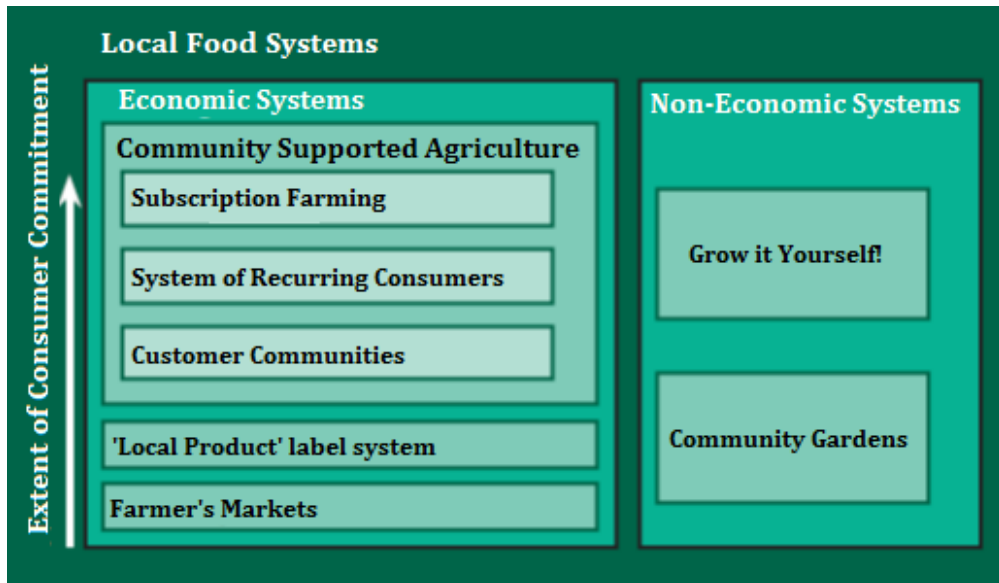 Local Food Systems
Extent of Consumer Commitment
Economic Systems
Community Supported Agriculture
Subscription Farming
System of Recurring Consumers
Customer Communities
'Local Product' label system
Farmer's Markets
Non-Economic Systems
Grow it Yourself!
Community Gardens